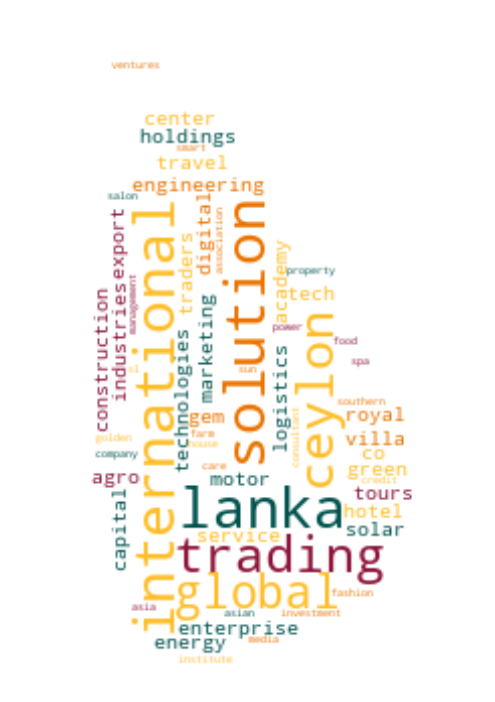 ventures
center
holdings
smart
travel
engineering
salon
international
solution
digital
association
export
traders
academy
property
tech
management
industries
construction
marketing
ceylon
power
technologies
logistics
food
spa
sl
sun
southern
gem
royal
consultant
golden
farm
house
villa
company
co
care
green
agro
motor
credit
capital
lanka
tours
hotel
service
solar
trading
global
fashion
asia
asian
investment
enterprise
energy
media
institute